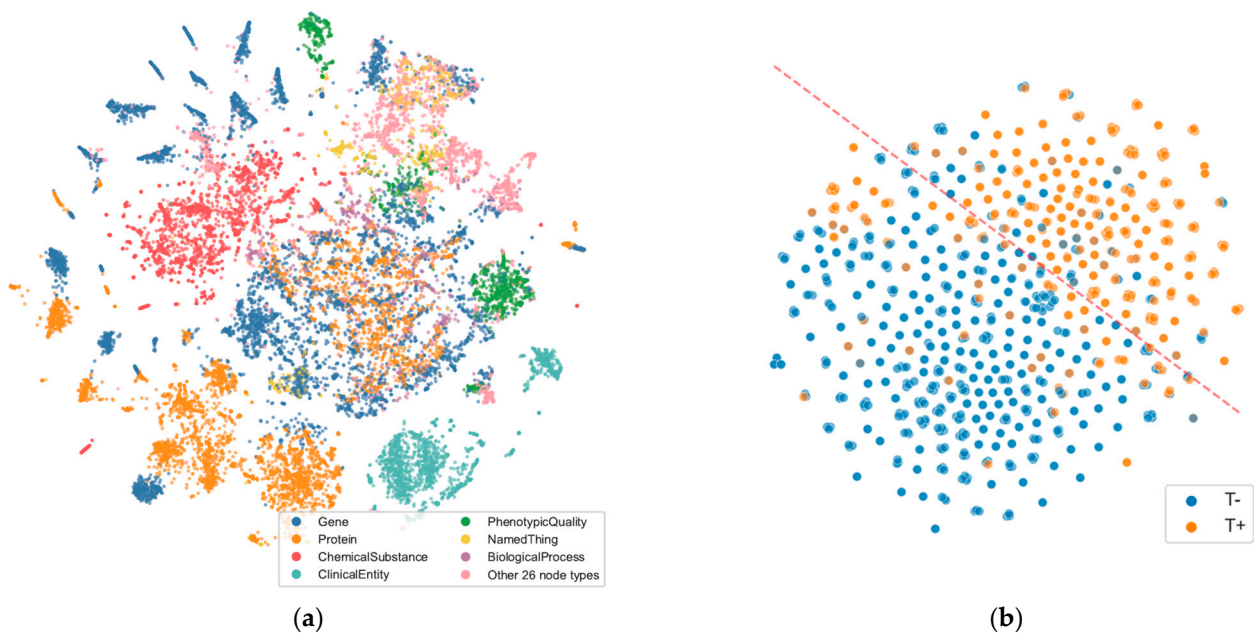 Gene
Protein
ChemicalSubstance
ClinicalEntity
PhenotypicQuality
NamedThing
BiologicalProcess
Other 26 node types
T-
T+
(a)
(b)